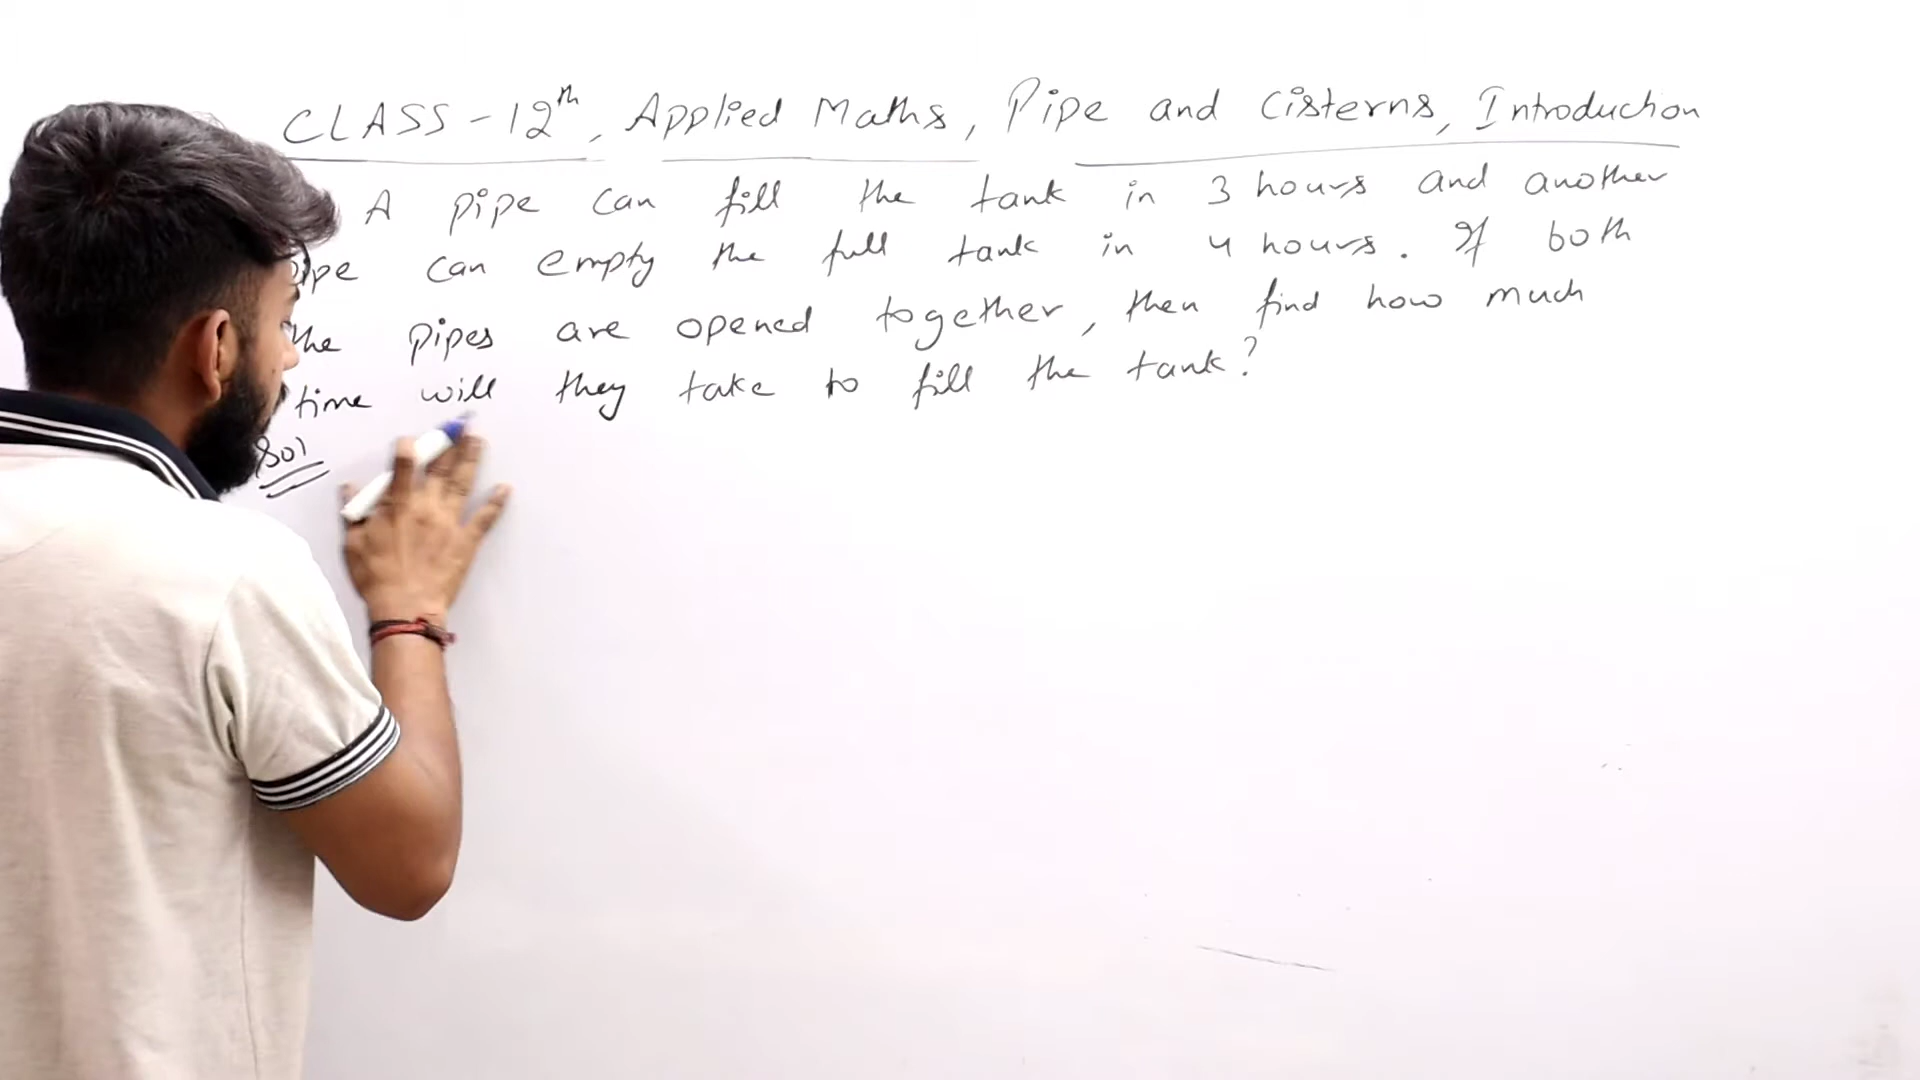 CLASS - 12th, Applied Maths, Pipe and Cisterns, Introduction
A pipe can fill the tank in 3 hours and another
pipe can empty the full tank in 4 hours. If both
the pipes are opened together, then find how much
time will they take to fill the tank?
Sol